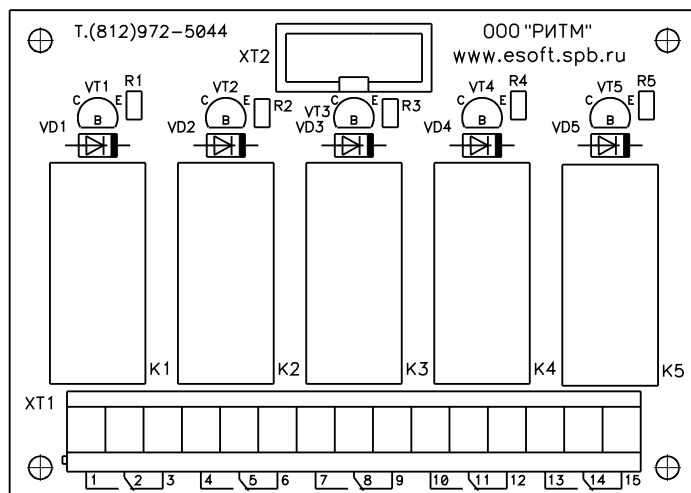 Т.(812)972-5044
ООО "РИТМ"
www.esoft.spb.ru
XT2
VT1 R1 VT2 R2 VT3 R3 VT4 R4 VT5 R5
C E C E C E C E C E
B B B B B
VD1 VD2 VD3 VD4 VD5
K1 K2 K3 K4 K5
XT1
1 2 3 4 5 6 7 8 9 10 11 12 13 14 15